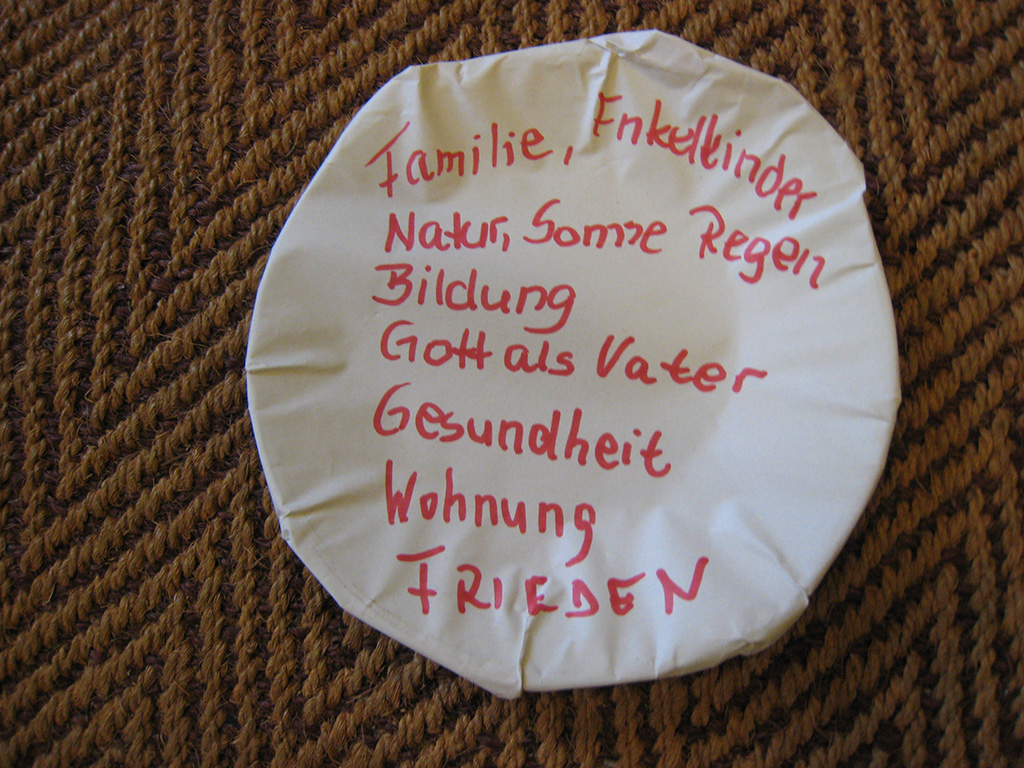 Familie, Enkelkinder
Natur, Sonne Regen
Bildung
Gott als Vater
Gesundheit
Wohnung
FRIEDEN